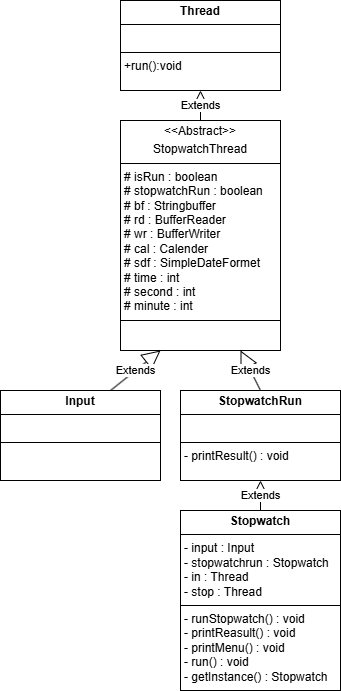 Thread
+run():void
Extends
<<Abstract>>
StopwatchThread
# isRun : boolean
# stopwatchRun : boolean
# bf : Stringbuffer
# rd : BufferReader
# wr : BufferWriter
# cal : Calender
# sdf : SimpleDateFormet
# time : int
# second : int
# minute : int
Extends
Extends
Input
StopwatchRun
- printResult() : void
Extends
Stopwatch
- input : Input
- stopwatchrun : Stopwatch
- in : Thread
- stop : Thread
- runStopwatch() : void
- printReasult() : void
- printMenu() : void
- run() : void
- getInstance() : Stopwatch